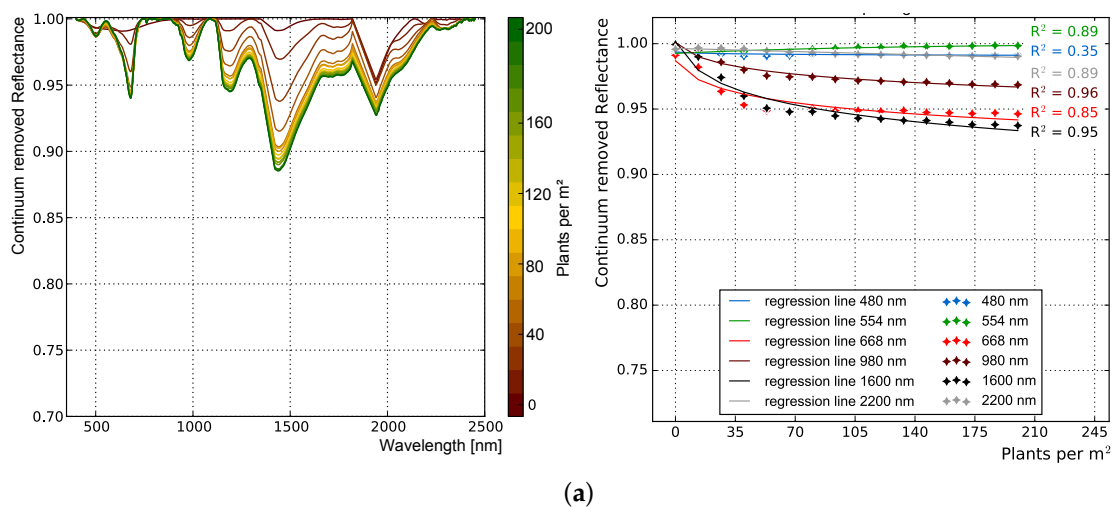 Continuum removed Reflectance
1.00
0.95
0.90
0.85
0.80
0.75
0.70
500
1000
1500
2000
2500
Wavelength [nm]
200
160
120
80
40
0
Plants per m²
Continuum removed Reflectance
1.00
0.95
0.90
0.85
0.80
0.75
R² = 0.89
R² = 0.35
R² = 0.89
R² = 0.96
R² = 0.85
R² = 0.95
regression line 480 nm 480 nm
regression line 554 nm 554 nm
regression line 668 nm 668 nm
regression line 980 nm 980 nm
regression line 1600 nm 1600 nm
regression line 2200 nm 2200 nm
0 35 70 105 140 175 210 245
Plants per m²
(a)